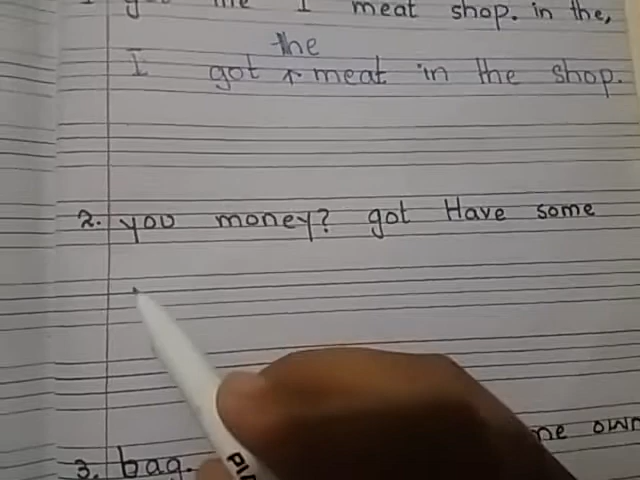 the I meat shop. in the,
the
I got meat in the shop.
2. you money? got Have some
own
3. bag.